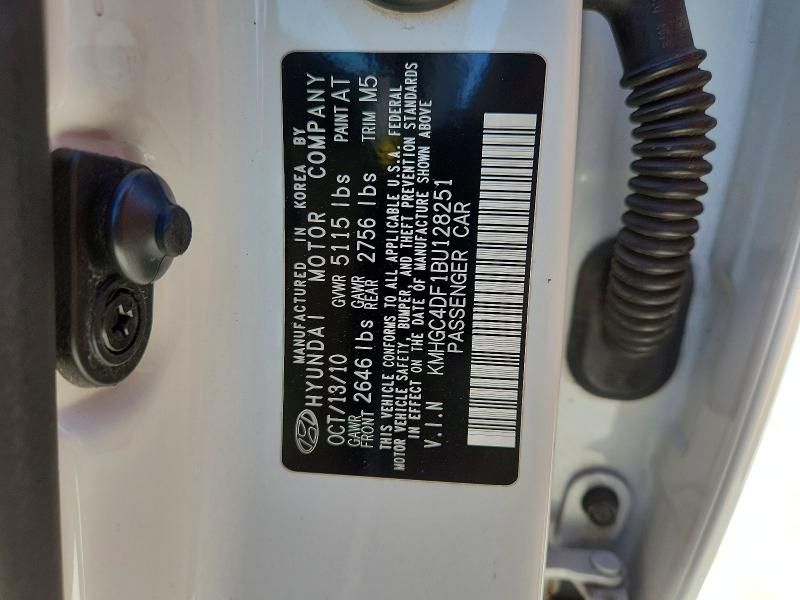 MANUFACTURED IN KOREA BY
HYUNDAI MOTOR COMPANY
OCT/13/10 GVWR 5115 lbs PAINT AT
GAWR FRONT 2646 lbs GAWR REAR 2756 lbs TRIM M5
THIS VEHICLE CONFORMS TO ALL APPLICABLE U.S.A. FEDERAL
MOTOR VEHICLE SAFETY, BUMPER, AND THEFT PREVENTION STANDARDS
IN EFFECT ON THE DATE OF MANUFACTURE SHOWN ABOVE
V.I.N KMHGC4DF1BU128251
PASSENGER CAR